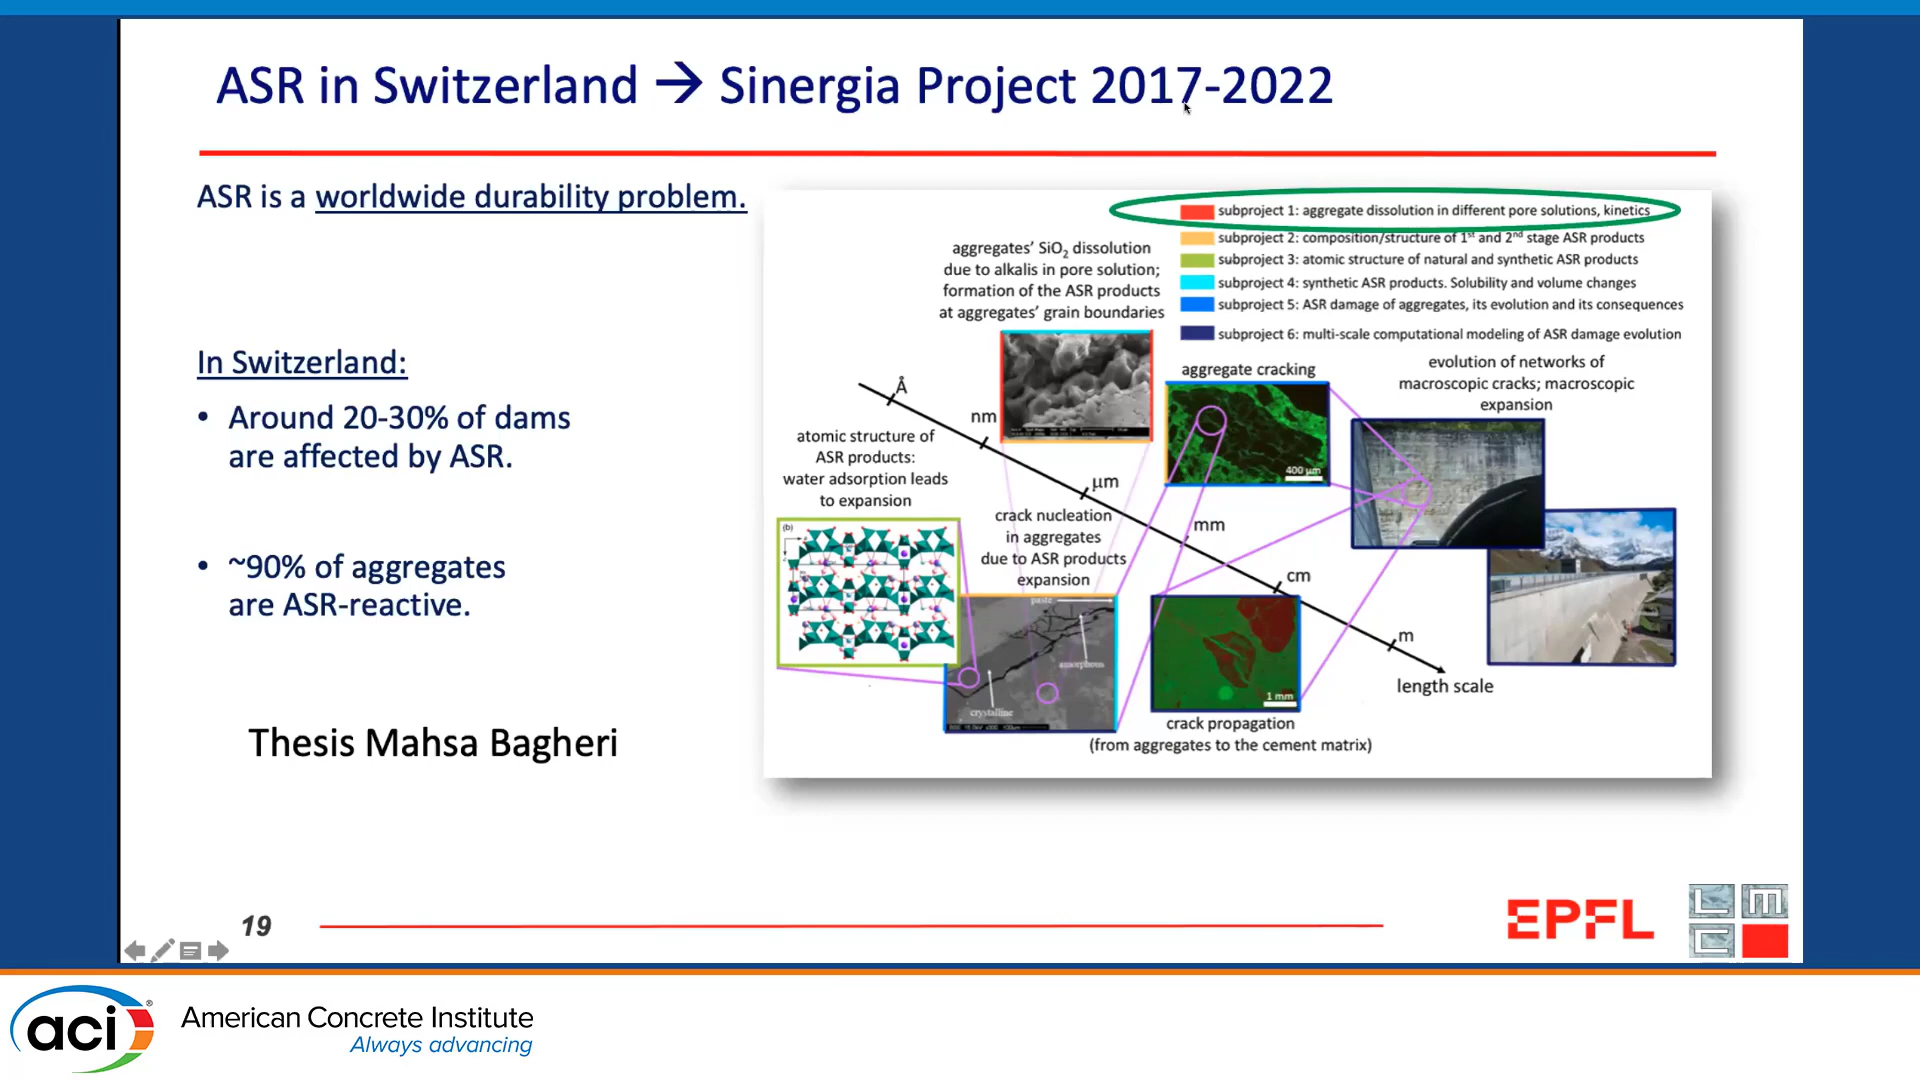 ASR in Switzerland → Sinergia Project 2017-2022
ASR is a worldwide durability problem.
In Switzerland:
• Around 20-30% of dams
are affected by ASR.
• ~90% of aggregates
are ASR-reactive.
Thesis Mahsa Bagheri
subproject 1: aggregate dissolution in different pore solutions, kinetics
subproject 2: composition/structure of 1st and 2nd stage ASR products
subproject 3: atomic structure of natural and synthetic ASR products
subproject 4: synthetic ASR products. Solubility and volume changes
subproject 5: ASR damage of aggregates, its evolution and its consequences
subproject 6: multi-scale computational modeling of ASR damage evolution
aggregates' SiO2 dissolution
due to alkalis in pore solution;
formation of the ASR products
at aggregates' grain boundaries
aggregate cracking
400 µm
evolution of networks of
macroscopic cracks; macroscopic
expansion
Å
nm
µm
mm
cm
m
length scale
atomic structure of
ASR products:
water adsorption leads
to expansion
(b)
crack nucleation
in aggregates
due to ASR products
expansion
paste
amorphous
crystalline
1 mm
crack propagation
(from aggregates to the cement matrix)
19
EPFL
L M
C
aci®
American Concrete Institute
Always advancing